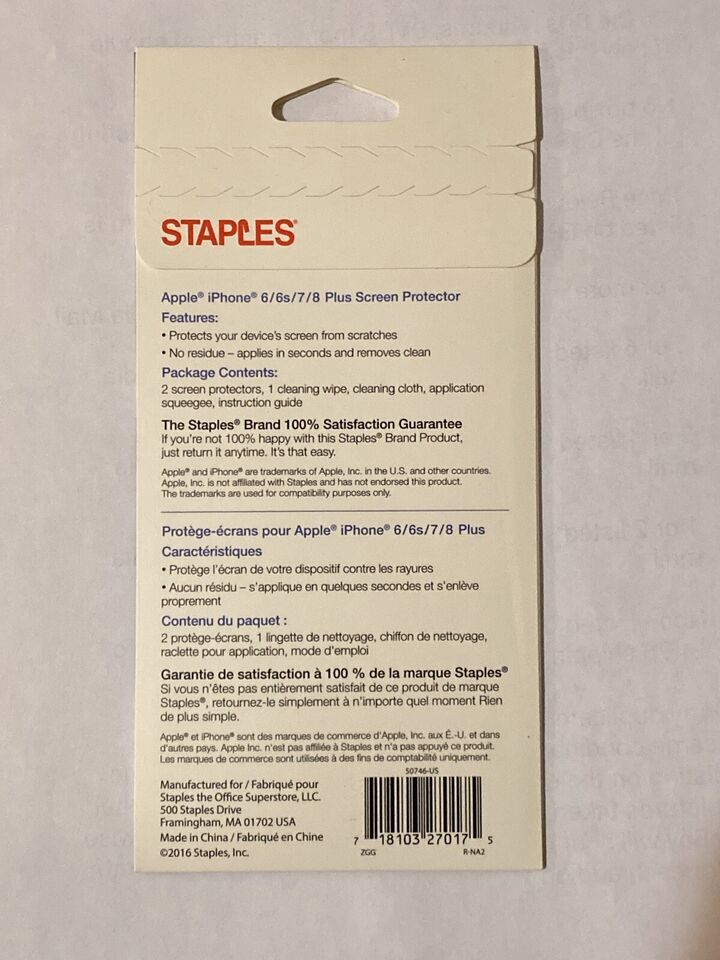 STAPLES®
Apple® iPhone® 6/6s/7/8 Plus Screen Protector
Features:
• Protects your device's screen from scratches
• No residue – applies in seconds and removes clean
Package Contents:
2 screen protectors, 1 cleaning wipe, cleaning cloth, application
squeegee, instruction guide
The Staples® Brand 100% Satisfaction Guarantee
If you're not 100% happy with this Staples® Brand Product,
just return it anytime. It's that easy.
Apple® and iPhone® are trademarks of Apple, Inc. in the U.S. and other countries.
Apple, Inc. is not affiliated with Staples and has not endorsed this product.
The trademarks are used for compatibility purposes only.
Protège-écrans pour Apple® iPhone® 6/6s/7/8 Plus
Caractéristiques
• Protège l'écran de votre dispositif contre les rayures
• Aucun résidu – s'applique en quelques secondes et s'enlève
proprement
Contenu du paquet :
2 protège-écrans, 1 lingette de nettoyage, chiffon de nettoyage,
raclette pour application, mode d'emploi
Garantie de satisfaction à 100 % de la marque Staples®
Si vous n'êtes pas entièrement satisfait de ce produit de marque
Staples®, retournez-le simplement à n'importe quel moment Rien
de plus simple.
Apple® et iPhone® sont des marques de commerce d'Apple, Inc. aux É.-U. et dans
d'autres pays. Apple Inc. n'est pas affiliée à Staples et n'a pas appuyé ce produit.
Les marques de commerce sont utilisées à des fins de comptabilité uniquement.
50746-US
Manufactured for / Fabriqué pour
Staples the Office Superstore, LLC.
500 Staples Drive
Framingham, MA 01702 USA
Made in China / Fabriqué en Chine
©2016 Staples, Inc.
7 18103 27017 5
ZGG R-NA2